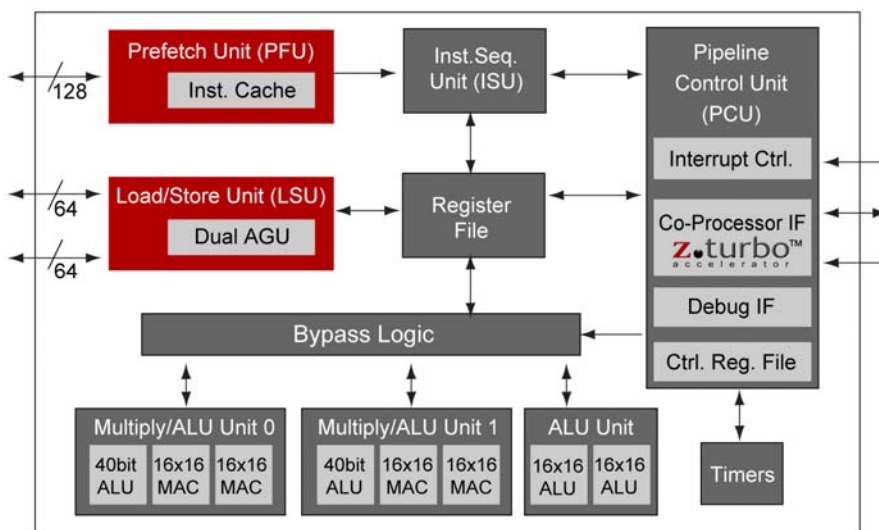 Prefetch Unit (PFU)
Inst. Cache
128
Inst.Seq.
Unit (ISU)
Pipeline
Control Unit
(PCU)
Interrupt Ctrl.
Co-Processor IF
z.turbo™
accelerator
Debug IF
Ctrl. Reg. File
Load/Store Unit (LSU)
Dual AGU
64
64
Register
File
Bypass Logic
Multiply/ALU Unit 0
40bit
ALU
16x16
MAC
16x16
MAC
Multiply/ALU Unit 1
40bit
ALU
16x16
MAC
16x16
MAC
ALU Unit
16x16
ALU
16x16
ALU
Timers